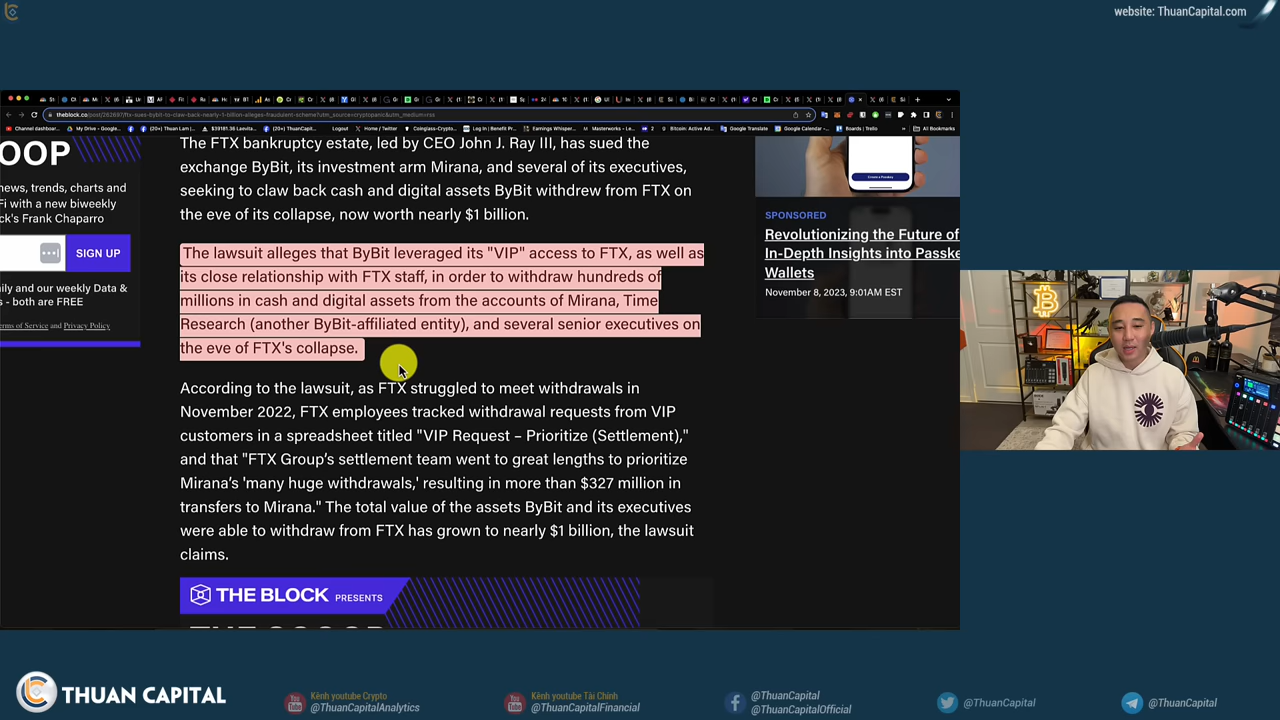 website: ThuanCapital.com
OOP
news, trends, charts and
Fi with a new biweekly
ck's Frank Chaparro
SIGN UP
ily and our weekly Data &
s - both are FREE
erms of Service and Privacy Policy
The FTX bankruptcy estate, led by CEO John J. Ray III, has sued the
exchange ByBit, its investment arm Mirana, and several of its executives,
seeking to claw back cash and digital assets ByBit withdrew from FTX on
the eve of its collapse, now worth nearly $1 billion.
The lawsuit alleges that ByBit leveraged its "VIP" access to FTX, as well as
its close relationship with FTX staff, in order to withdraw hundreds of
millions in cash and digital assets from the accounts of Mirana, Time
Research (another ByBit-affiliated entity), and several senior executives on
the eve of FTX's collapse.
According to the lawsuit, as FTX struggled to meet withdrawals in
November 2022, FTX employees tracked withdrawal requests from VIP
customers in a spreadsheet titled "VIP Request – Prioritize (Settlement),"
and that "FTX Group’s settlement team went to great lengths to prioritize
Mirana’s 'many huge withdrawals,' resulting in more than $327 million in
transfers to Mirana." The total value of the assets ByBit and its executives
were able to withdraw from FTX has grown to nearly $1 billion, the lawsuit
claims.
THE BLOCK PRESENTS
SPONSORED
Revolutionizing the Future of
In-Depth Insights into Passke
Wallets
November 8, 2023, 9:01AM EST
THUAN CAPITAL
Kênh youtube Crypto
@ThuanCapitalAnalytics
Kênh youtube Tài Chính
@ThuanCapitalFinancial
@ThuanCapital
@ThuanCapitalOfficial
@ThuanCapital
@ThuanCapital